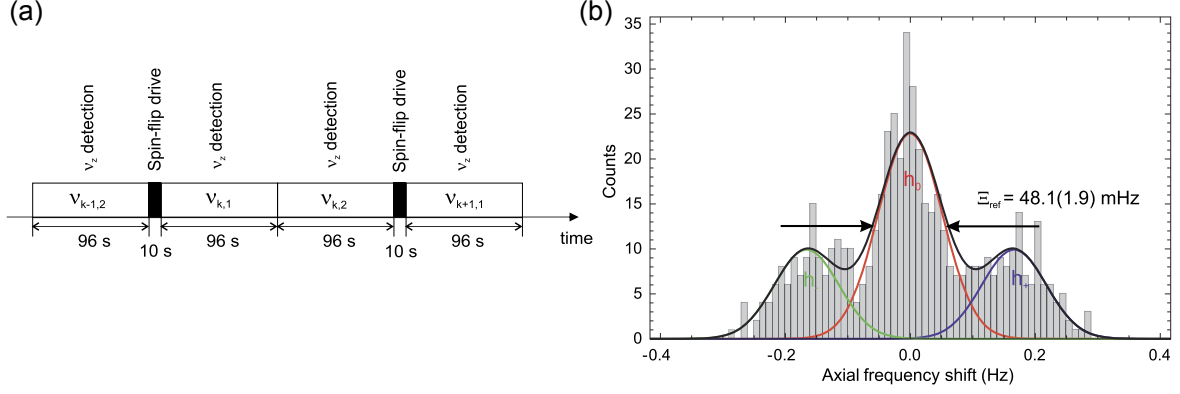 (a)
ν_z detection
Spin-flip drive
ν_z detection
ν_z detection
Spin-flip drive
ν_z detection
ν_k-1,2
ν_k,1
ν_k,2
ν_k+1,1
96 s
10 s
96 s
96 s
10 s
96 s
time
(b)
35
30
25
20
15
10
5
0
Counts
h_0
h_-
h_+
Ξ_ref = 48.1(1.9) mHz
-0.4
-0.2
0.0
0.2
0.4
Axial frequency shift (Hz)